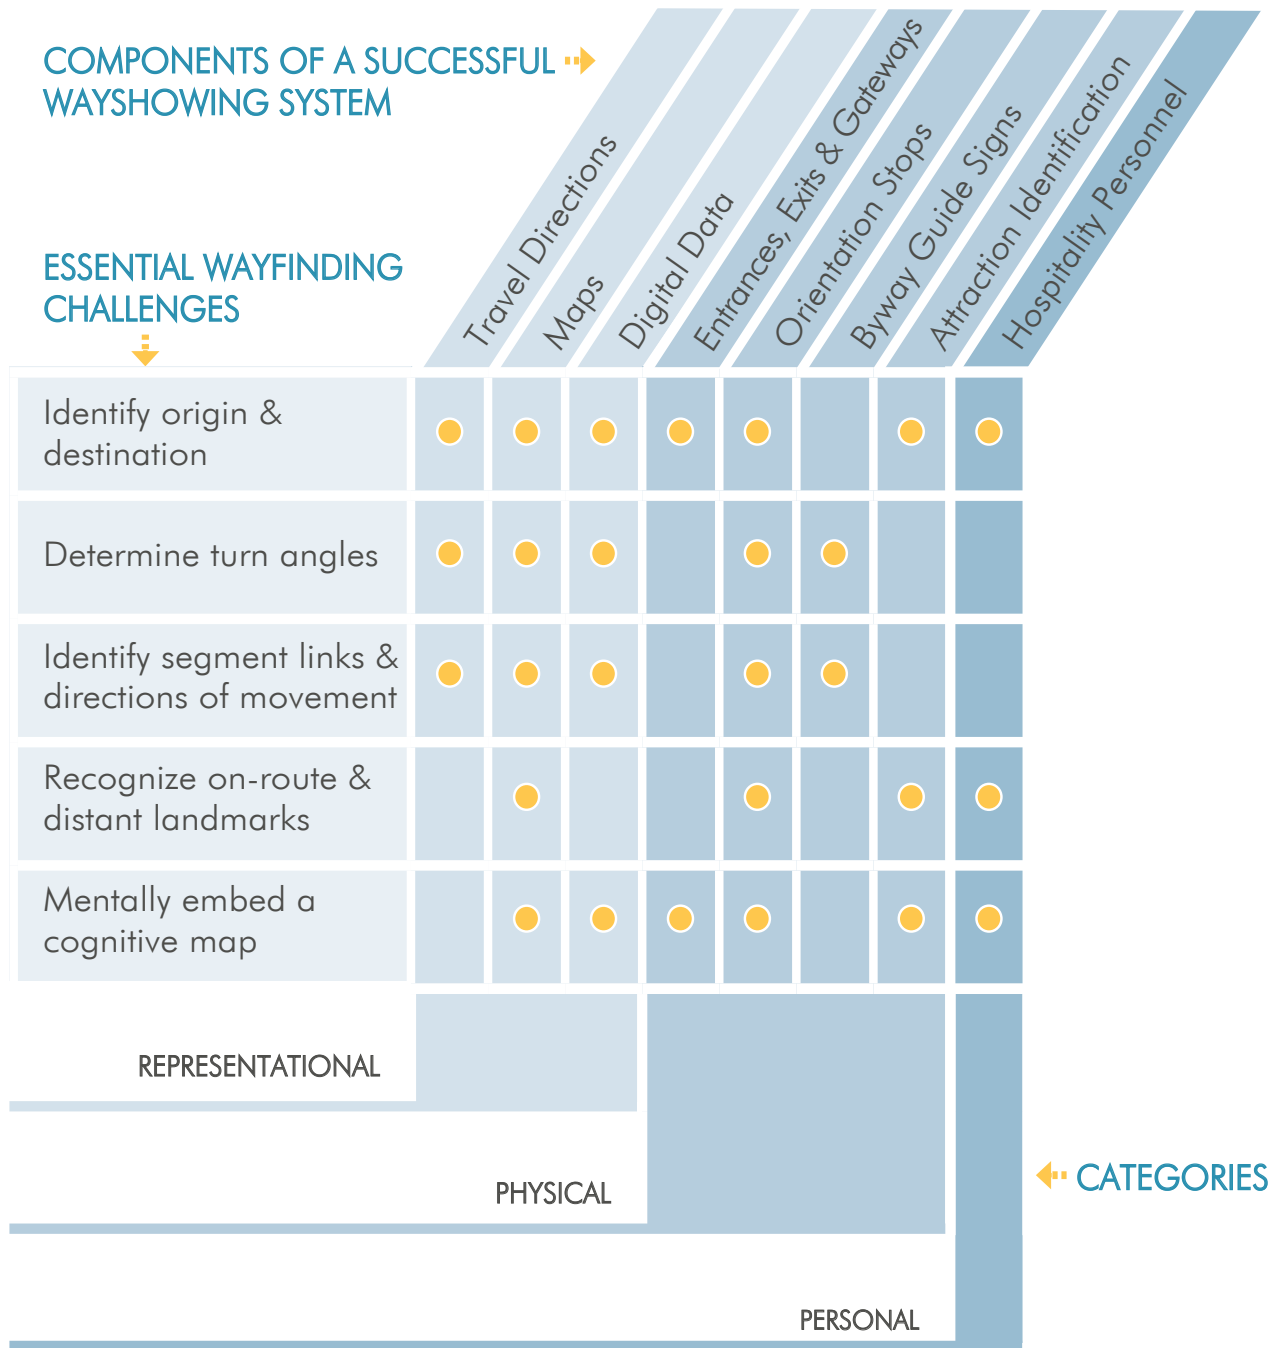 COMPONENTS OF A SUCCESSFUL
WAYSHOWING SYSTEM
ESSENTIAL WAYFINDING
CHALLENGES
Travel Directions
Maps
Digital Data
Entrances, Exits & Gateways
Orientation Stops
Byway Guide Signs
Attraction Identification
Hospitality Personnel
Identify origin &
destination
Determine turn angles
Identify segment links &
directions of movement
Recognize on-route &
distant landmarks
Mentally embed a
cognitive map
REPRESENTATIONAL
PHYSICAL
CATEGORIES
PERSONAL